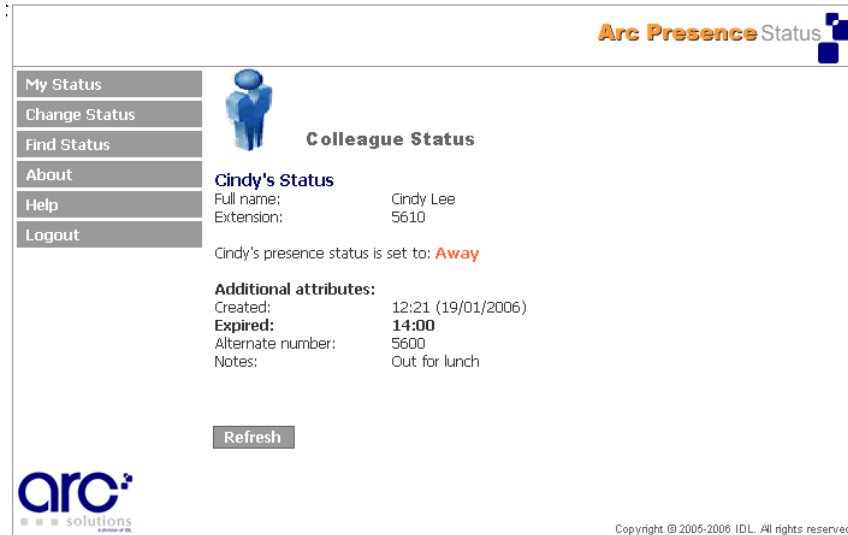 Arc Presence Status
My Status
Change Status
Find Status
About
Help
Logout
Colleague Status
Cindy's Status
Full name: Cindy Lee
Extension: 5610
Cindy's presence status is set to: Away
Additional attributes:
Created: 12:21 (19/01/2006)
Expired: 14:00
Alternate number: 5600
Notes: Out for lunch
Refresh
arc
solutions
A division of IDL
Copyright © 2005-2006 IDL. All rights reserved